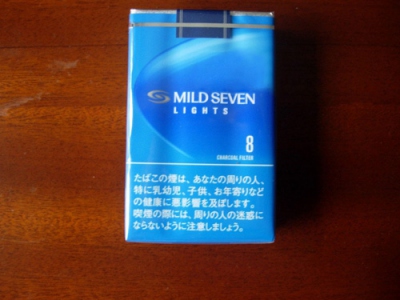 MILD SEVEN
LIGHTS
8
CHARCOAL FILTER
たばこの煙は、あなたの周りの人、
特に乳幼児、子供、お年寄りなど
の健康に悪影響を及ぼします。
喫煙の際には、周りの人の迷惑に
ならないように注意しましょう。